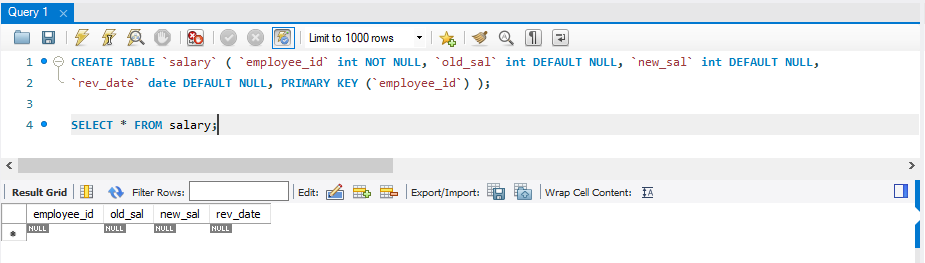 Query 1
Limit to 1000 rows
1 CREATE TABLE `salary` ( `employee_id` int NOT NULL, `old_sal` int DEFAULT NULL, `new_sal` int DEFAULT NULL,
2 `rev_date` date DEFAULT NULL, PRIMARY KEY (`employee_id`) );
3
4 SELECT * FROM salary;
Result Grid Filter Rows: Edit: Export/Import: Wrap Cell Content: IA
employee_id old_sal new_sal rev_date
* NULL NULL NULL NULL